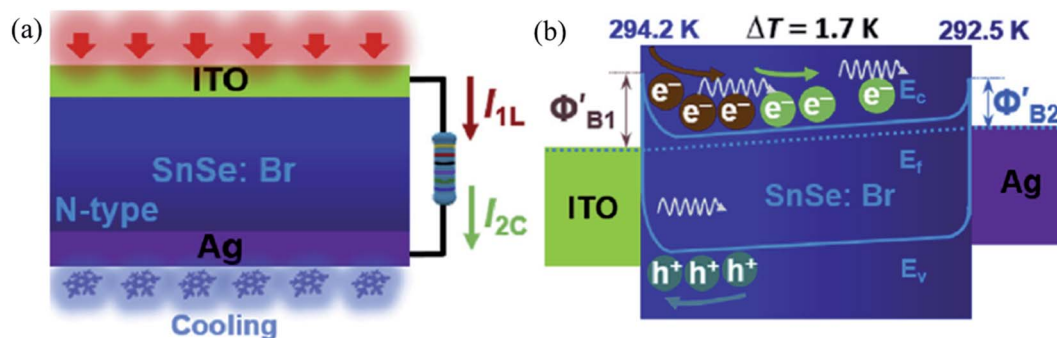 (a)
ITO
I1L
SnSe: Br
N-type
I2C
Ag
Cooling
(b)
294.2 K ΔT = 1.7 K 292.5 K
e⁻ e⁻ e⁻ e⁻ e⁻ e⁻
Ec
Φ′B1
Φ′B2
Ef
ITO
SnSe: Br
Ag
h⁺ h⁺ h⁺
Ev